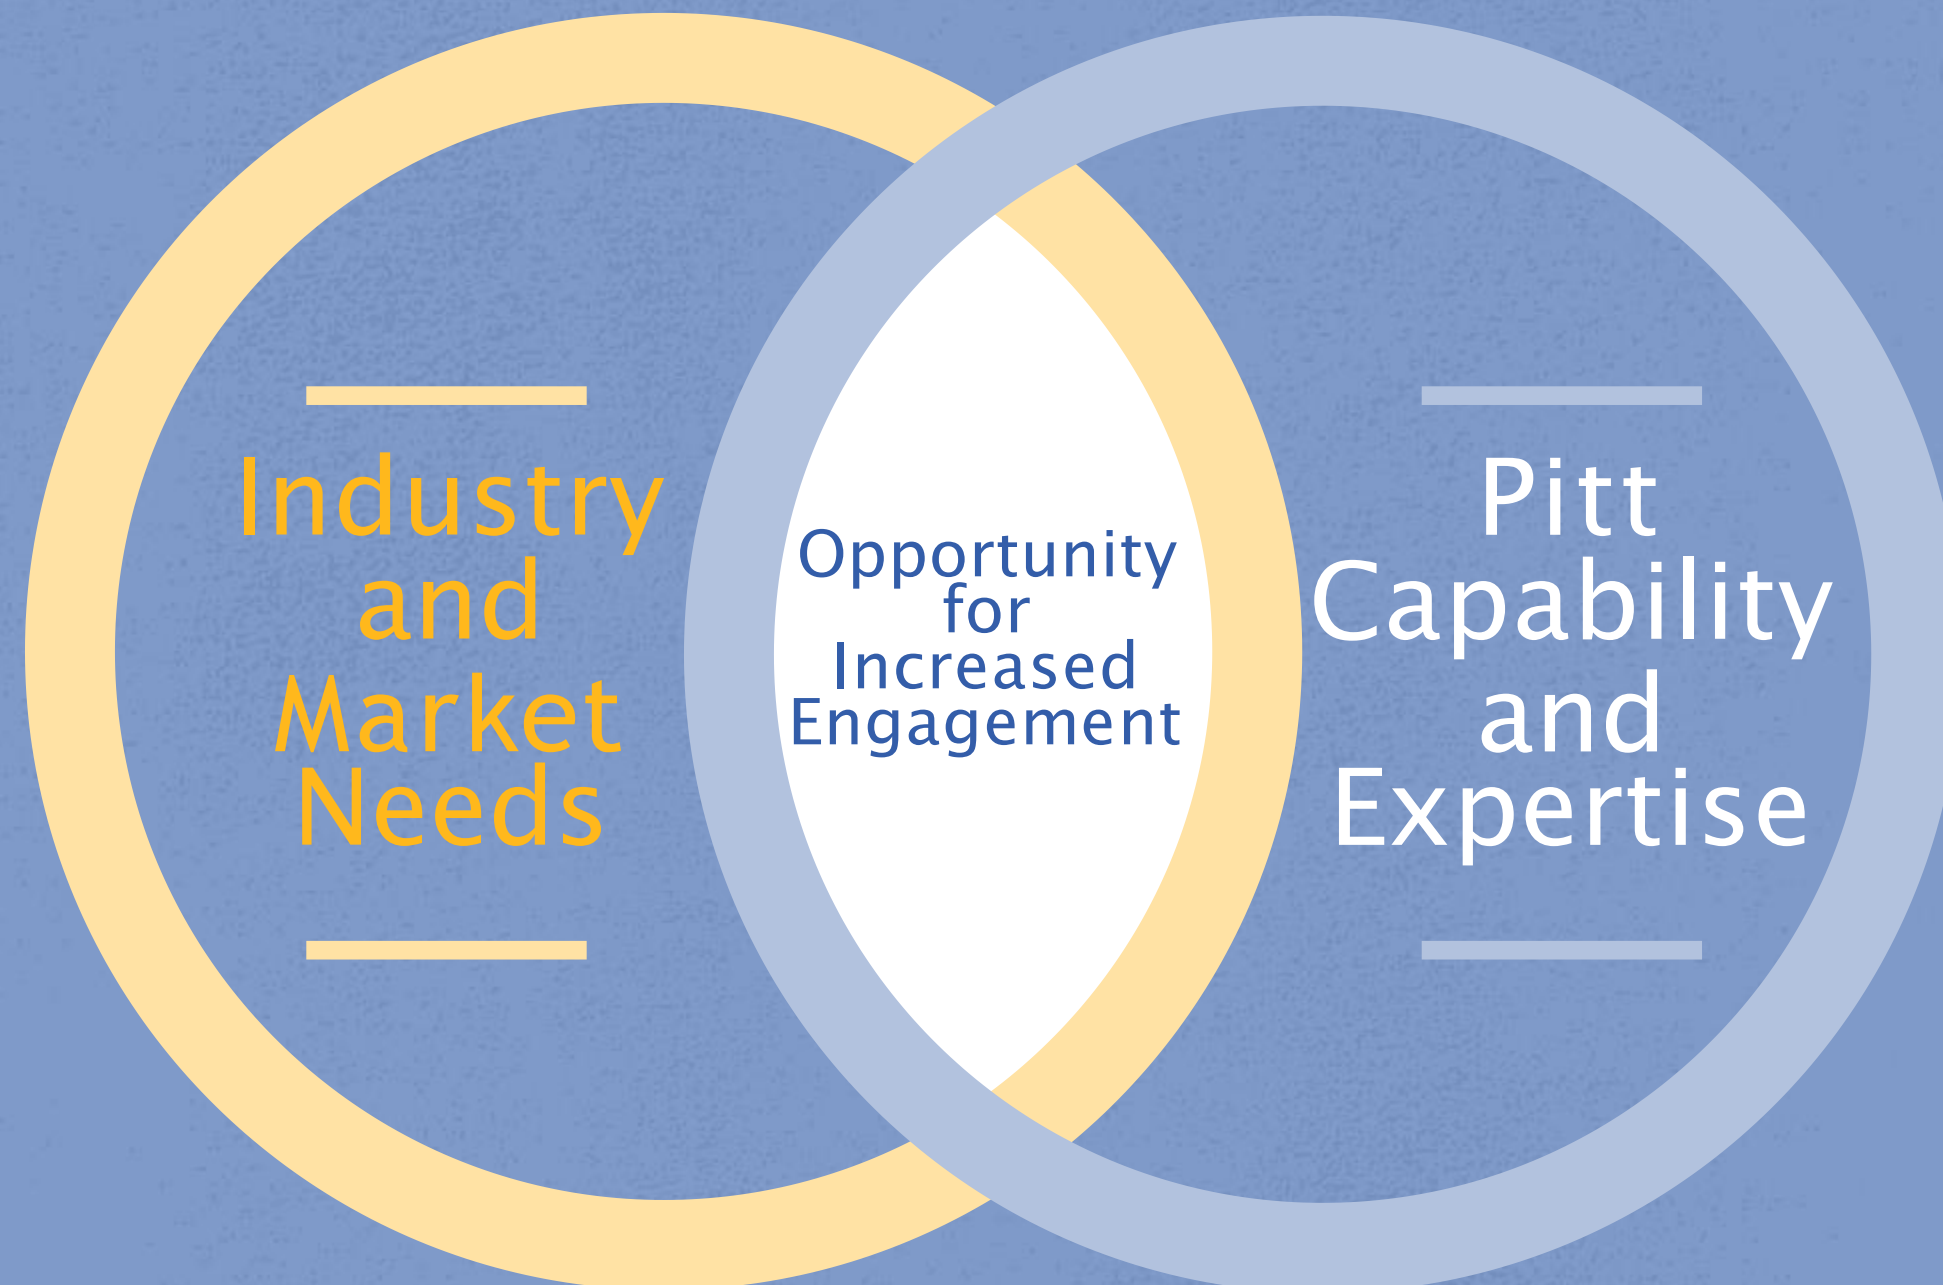 Industry
and
Market
Needs
Opportunity
for
Increased
Engagement
Pitt
Capability
and
Expertise